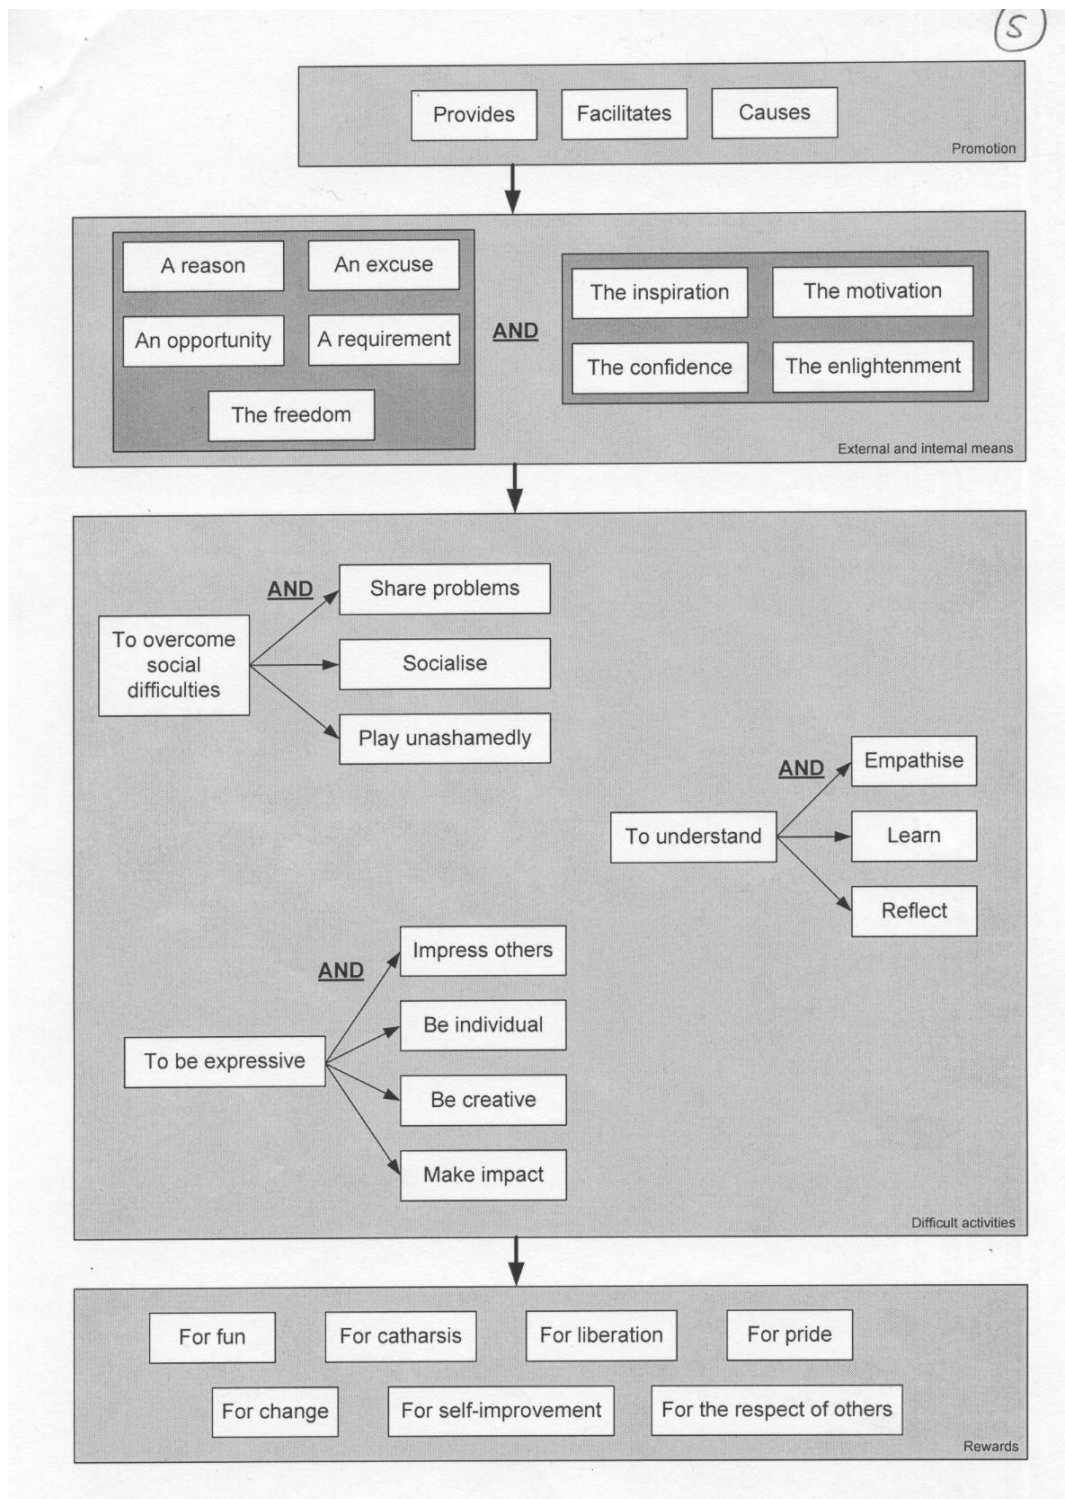 5
Provides Facilitates Causes
Promotion
A reason An excuse
An opportunity A requirement
The freedom
AND
The inspiration The motivation
The confidence The enlightenment
External and internal means
To overcome
social
difficulties
AND
Share problems
Socialise
Play unashamedly
To understand
AND
Empathise
Learn
Reflect
To be expressive
AND
Impress others
Be individual
Be creative
Make impact
Difficult activities
For fun For catharsis For liberation For pride
For change For self-improvement For the respect of others
Rewards